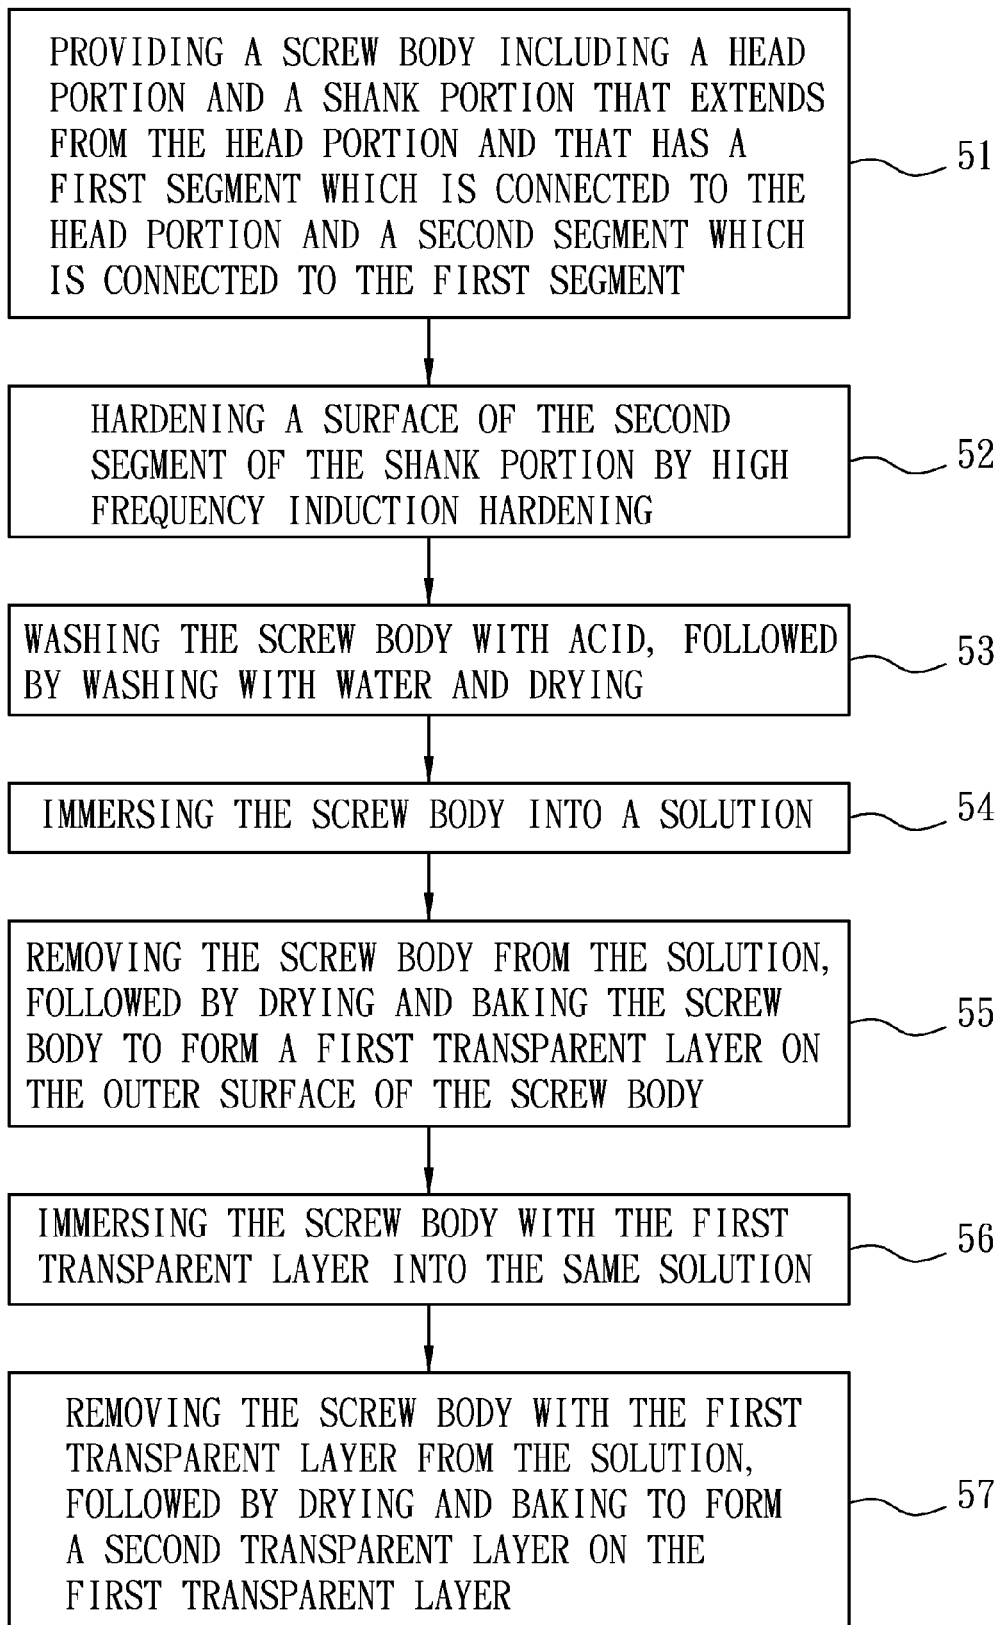 PROVIDING A SCREW BODY INCLUDING A HEAD
PORTION AND A SHANK PORTION THAT EXTENDS
FROM THE HEAD PORTION AND THAT HAS A
FIRST SEGMENT WHICH IS CONNECTED TO THE
HEAD PORTION AND A SECOND SEGMENT WHICH
IS CONNECTED TO THE FIRST SEGMENT
51
HARDENING A SURFACE OF THE SECOND
SEGMENT OF THE SHANK PORTION BY HIGH
FREQUENCY INDUCTION HARDENING
52
WASHING THE SCREW BODY WITH ACID, FOLLOWED
BY WASHING WITH WATER AND DRYING
53
IMMERSING THE SCREW BODY INTO A SOLUTION
54
REMOVING THE SCREW BODY FROM THE SOLUTION,
FOLLOWED BY DRYING AND BAKING THE SCREW
BODY TO FORM A FIRST TRANSPARENT LAYER ON
THE OUTER SURFACE OF THE SCREW BODY
55
IMMERSING THE SCREW BODY WITH THE FIRST
TRANSPARENT LAYER INTO THE SAME SOLUTION
56
REMOVING THE SCREW BODY WITH THE FIRST
TRANSPARENT LAYER FROM THE SOLUTION,
FOLLOWED BY DRYING AND BAKING TO FORM
A SECOND TRANSPARENT LAYER ON THE
FIRST TRANSPARENT LAYER
57